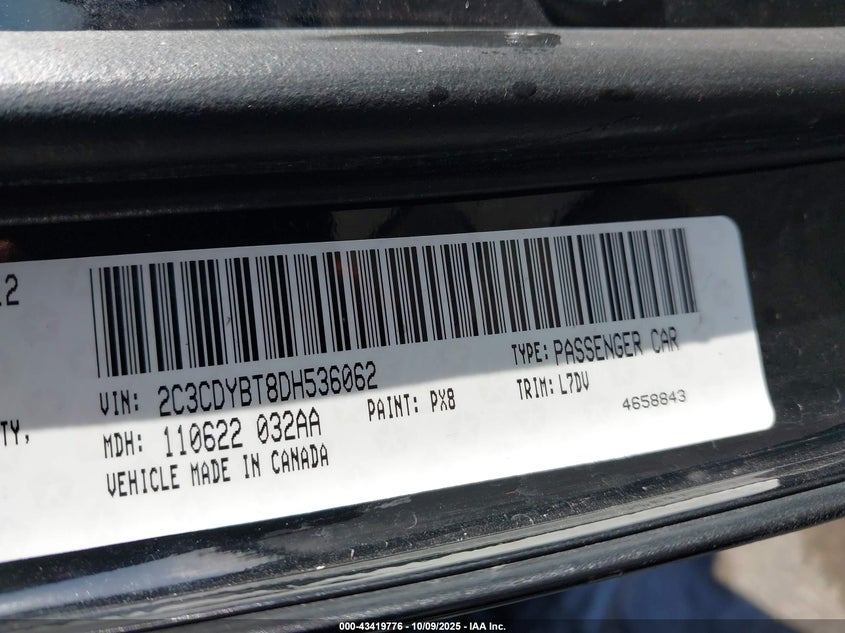 .2
TY,
VIN: 2C3CDYBT8DH536062
TYPE: PASSENGER CAR
MDH: 110622 032AA
PAINT: PX8
TRIM: L7DV
VEHICLE MADE IN CANADA
4658843
000-43419776 - 10/09/2025 - IAA Inc.